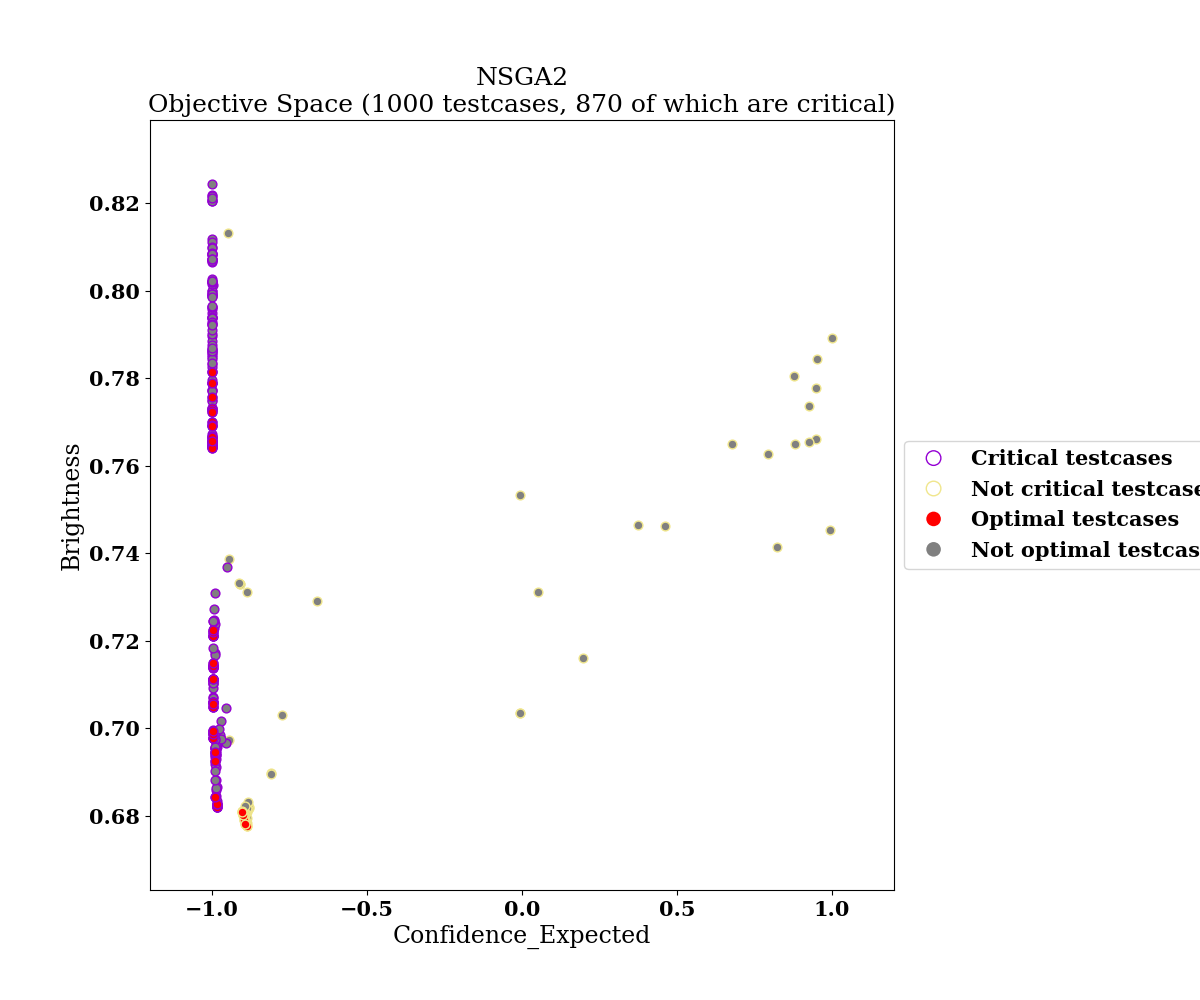 NSGA2
Objective Space (1000 testcases, 870 of which are critical)
0.82
0.80
0.78
0.76
0.74
0.72
0.70
0.68
Brightness
−1.0
−0.5
0.0
0.5
1.0
Confidence_Expected
Critical testcases
Not critical testcase
Optimal testcases
Not optimal testcas